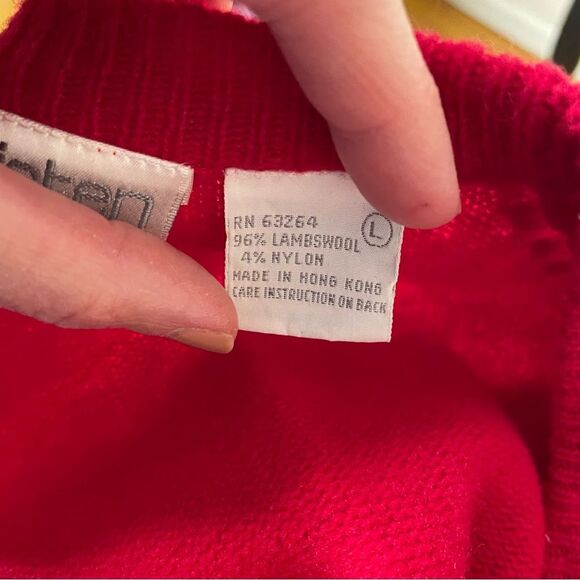 RN 63264
96% LAMBSWOOL
4% NYLON
MADE IN HONG KONG
CARE INSTRUCTION ON BACK
L